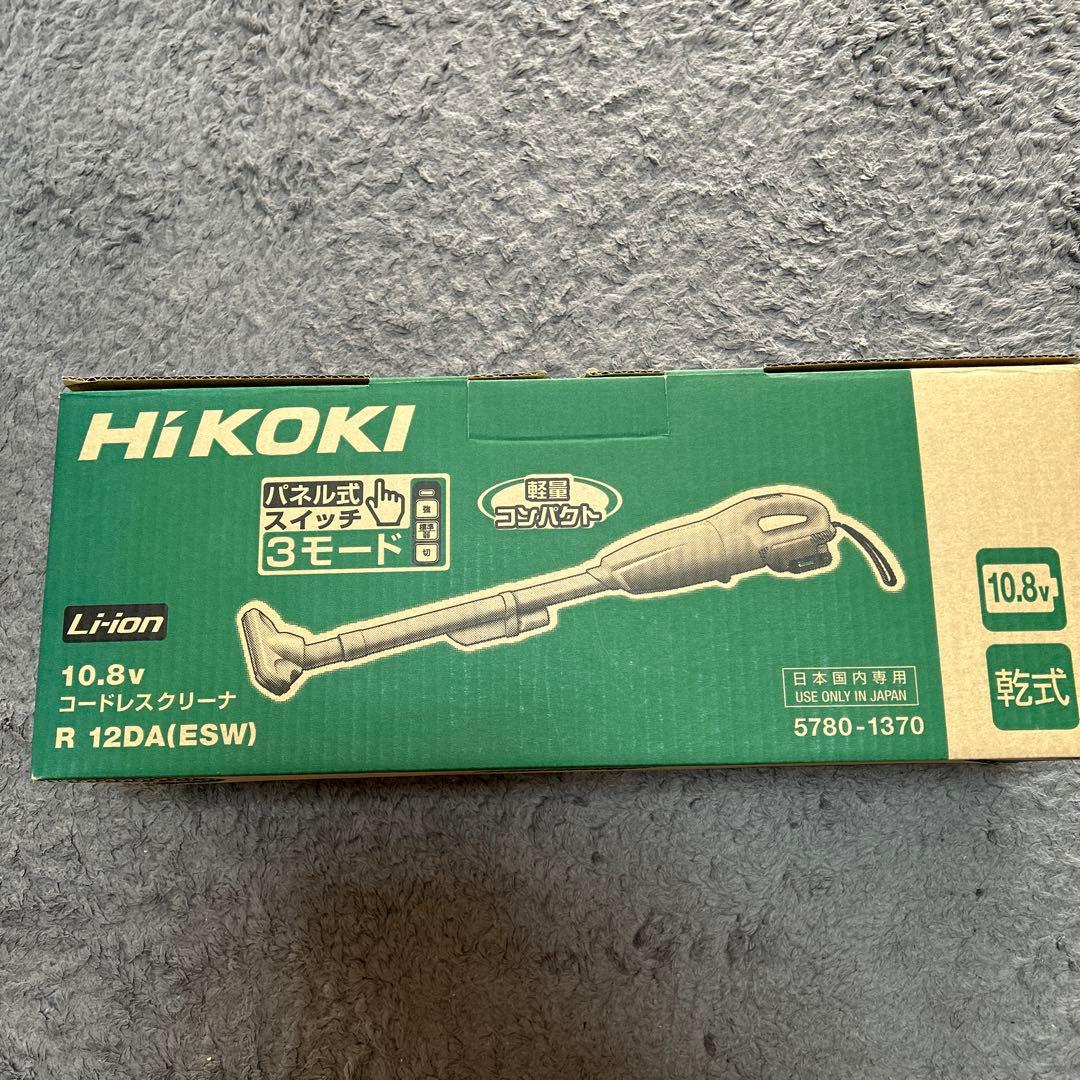 HiKOKI
パネル式
スイッチ
3モード
強
標準
弱
切
軽量
コンパクト
Li-ion
10.8v
コードレスクリーナ
R 12DA(ESW)
日本国内専用
USE ONLY IN JAPAN
5780-1370
10.8v
乾式